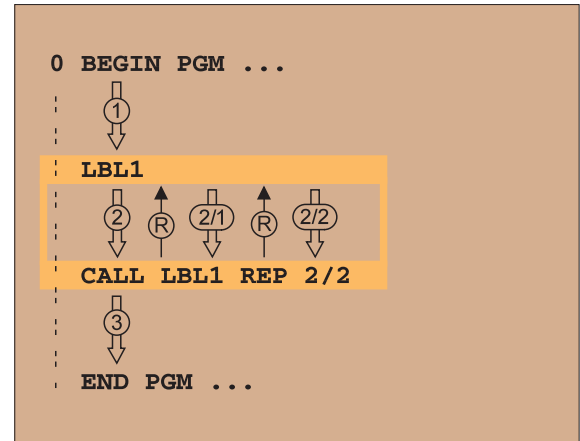 0 BEGIN PGM ...
1
LBL1
2 R 2/1 R 2/2
CALL LBL1 REP 2/2
3
END PGM ...